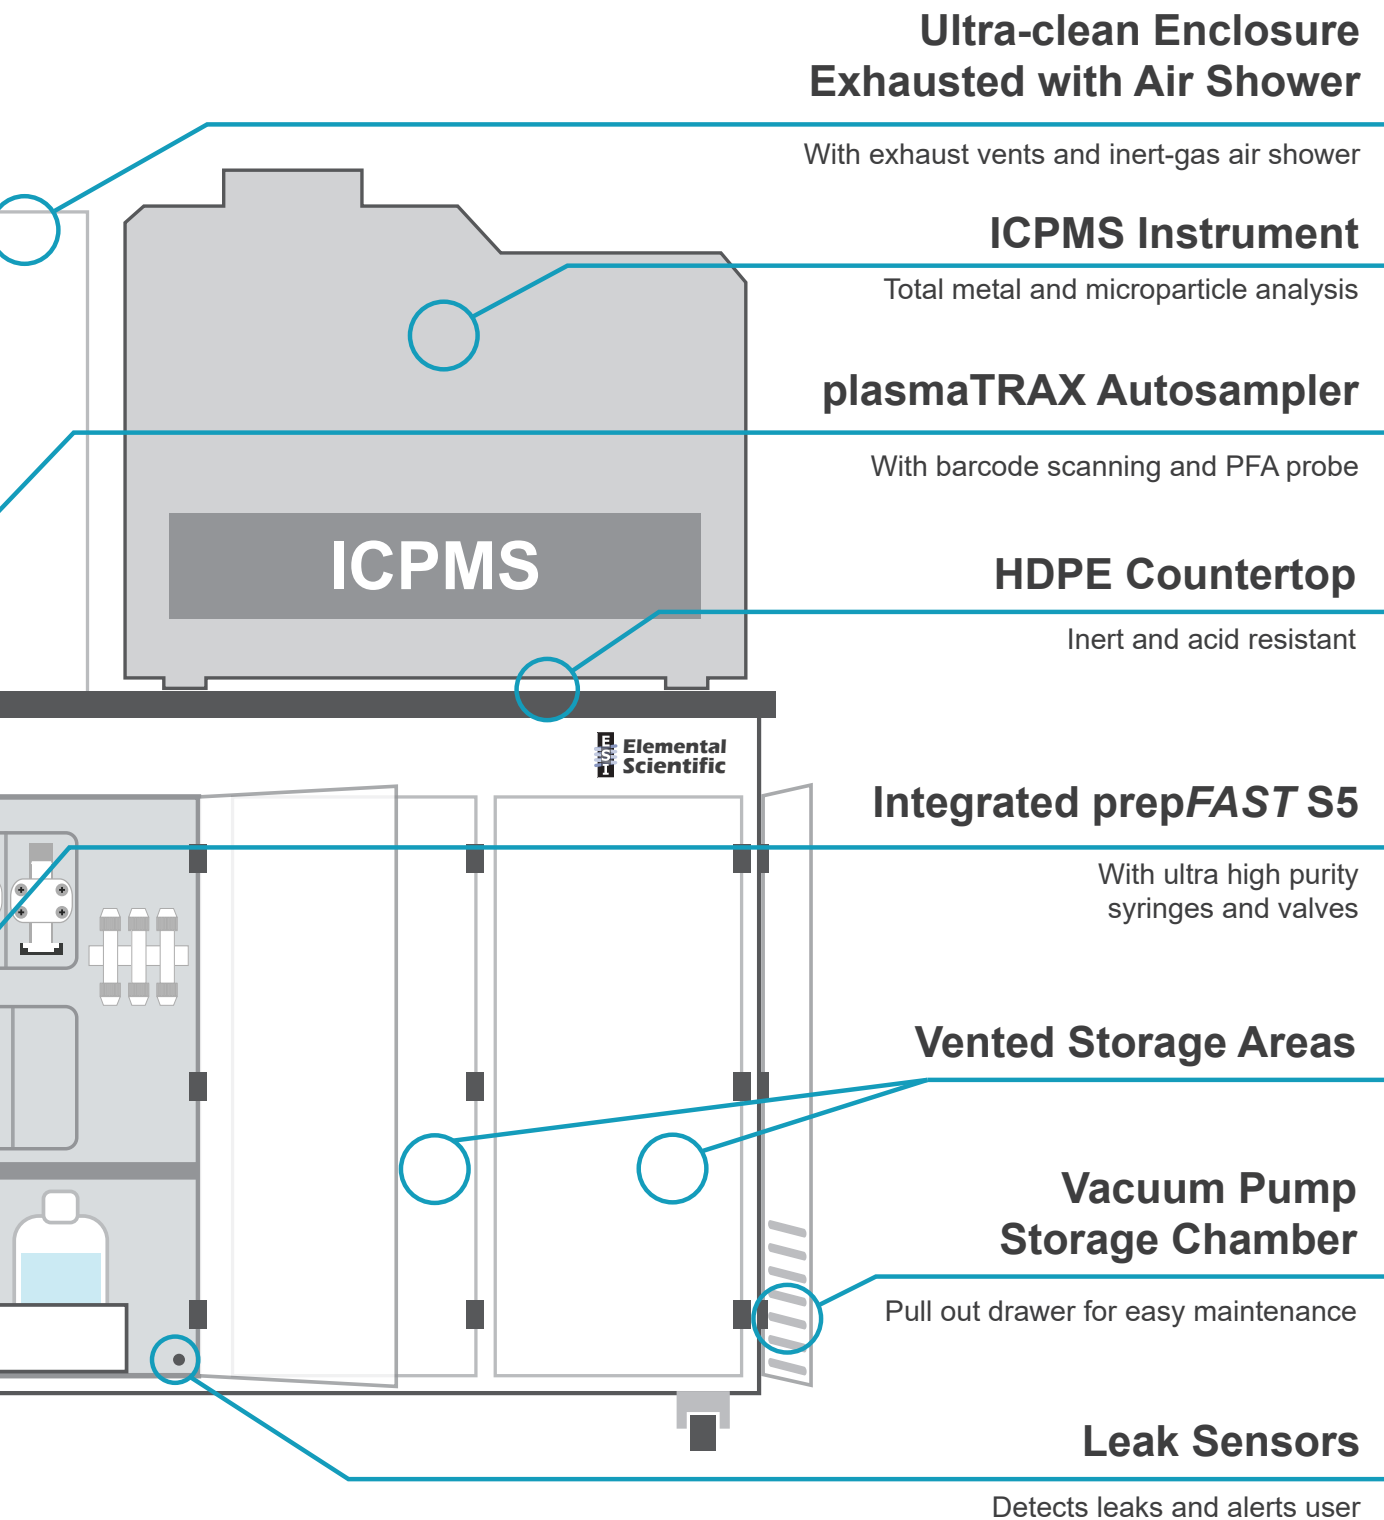 Ultra-clean Enclosure
Exhausted with Air Shower
With exhaust vents and inert-gas air shower
ICPMS Instrument
Total metal and microparticle analysis
plasmaTRAX Autosampler
With barcode scanning and PFA probe
ICPMS
HDPE Countertop
Inert and acid resistant
ESI
Elemental
Scientific
Integrated prepFAST S5
With ultra high purity
syringes and valves
Vented Storage Areas
Vacuum Pump
Storage Chamber
Pull out drawer for easy maintenance
Leak Sensors
Detects leaks and alerts user